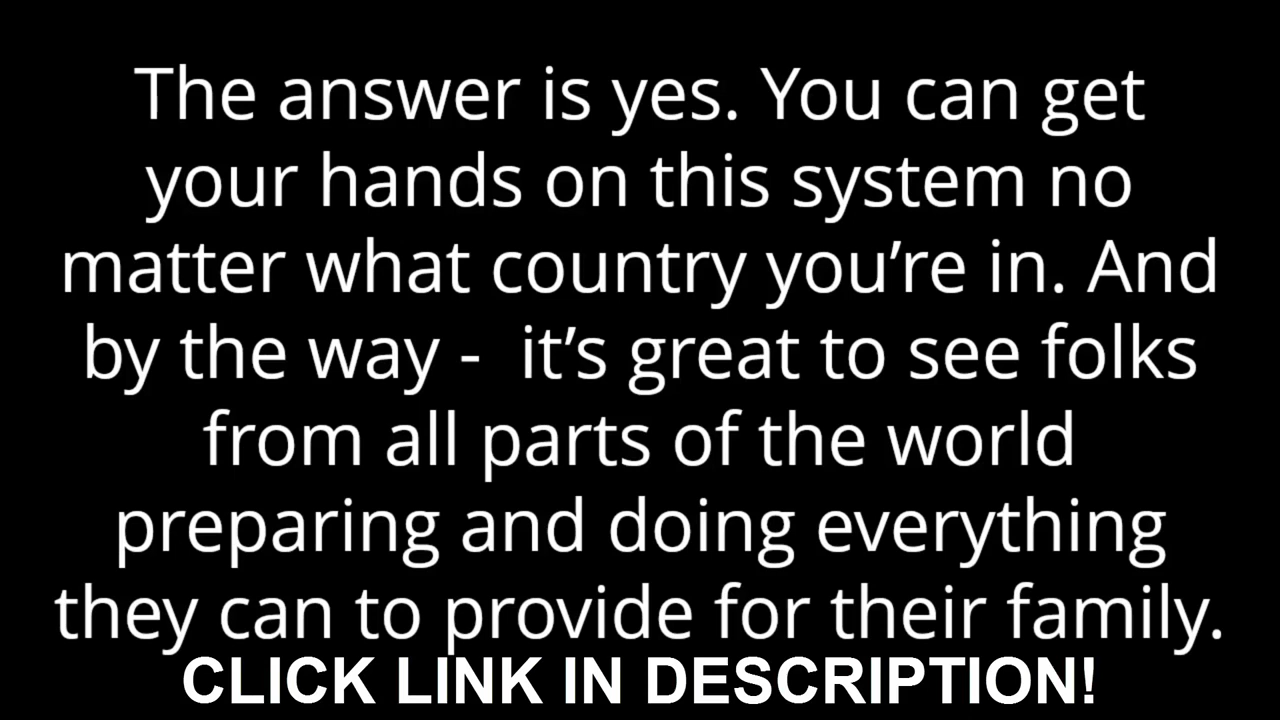 The answer is yes. You can get
your hands on this system no
matter what country you’re in. And
by the way -  it’s great to see folks
from all parts of the world
preparing and doing everything
they can to provide for their family.
CLICK LINK IN DESCRIPTION!